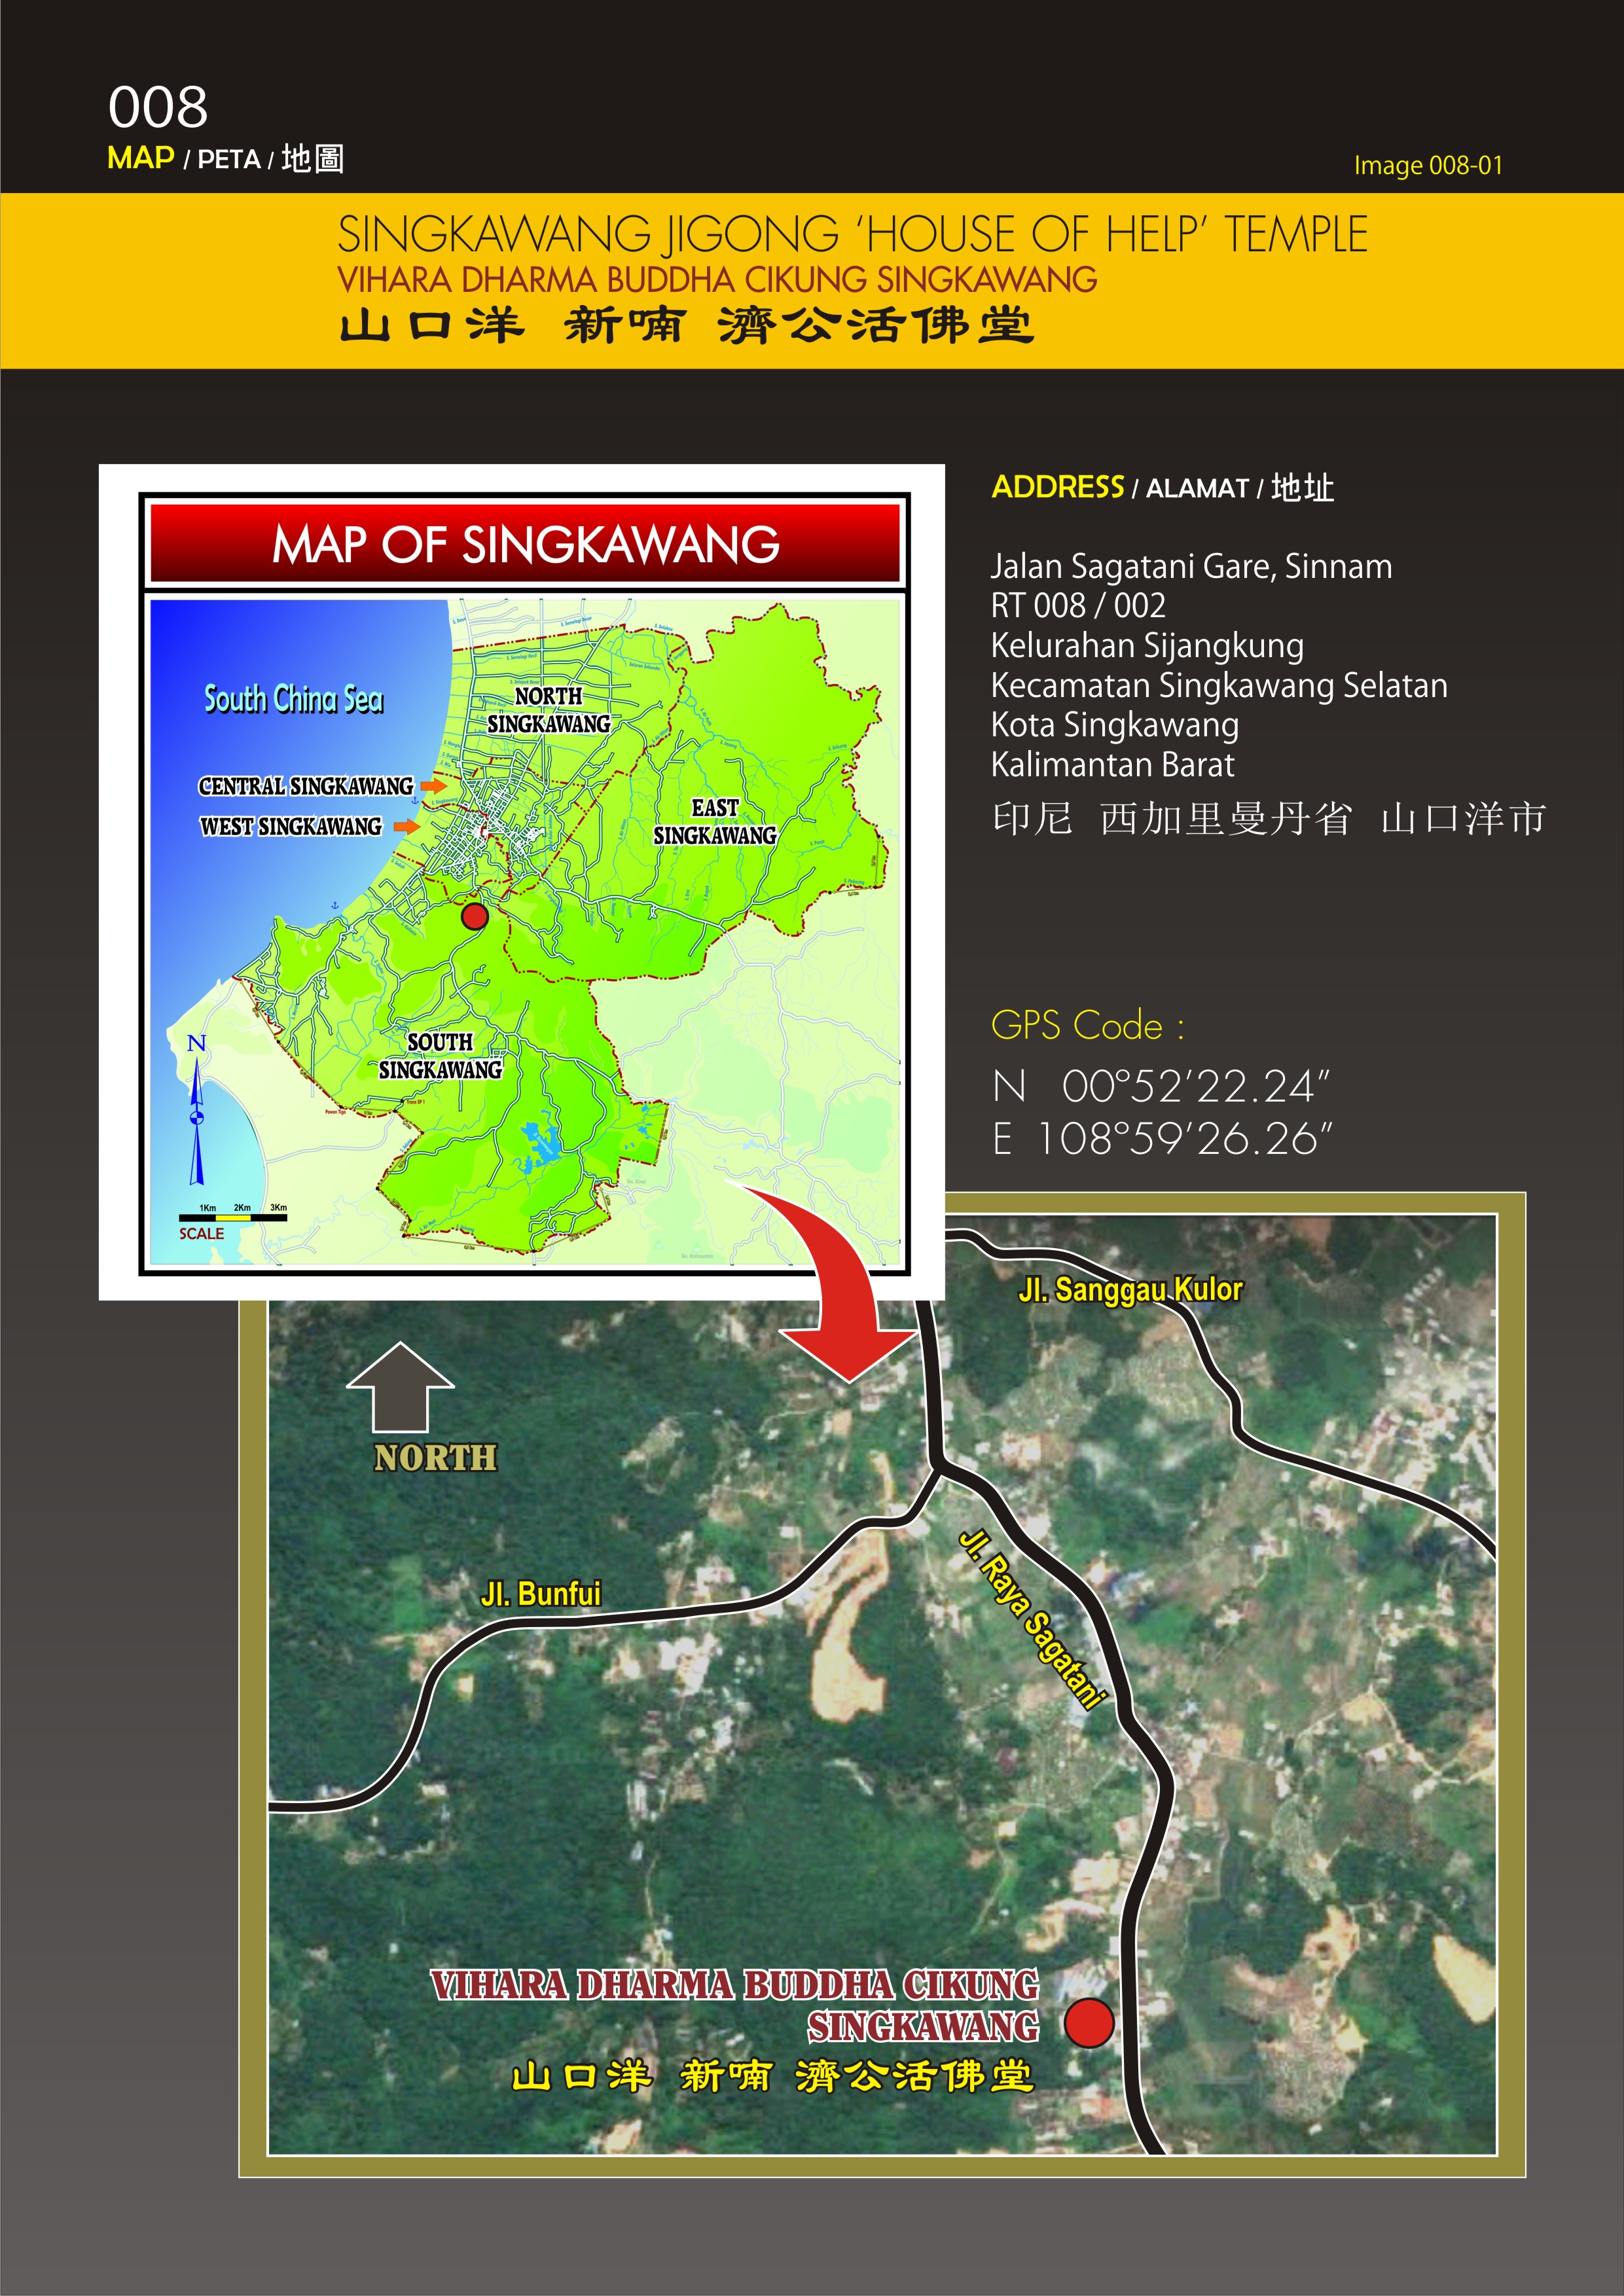 008
MAP / PETA / 地圖
Image 008-01
SINGKAWANG JIGONG ‘HOUSE OF HELP’ TEMPLE
VIHARA DHARMA BUDDHA CIKUNG SINGKAWANG
山口洋 新喃 濟公活佛堂
MAP OF SINGKAWANG
South China Sea
NORTH
SINGKAWANG
CENTRAL SINGKAWANG
WEST SINGKAWANG
EAST
SINGKAWANG
SOUTH
SINGKAWANG
N
1Km 2Km 3Km
SCALE
ADDRESS / ALAMAT / 地址
Jalan Sagatani Gare, Sinnam
RT 008 / 002
Kelurahan Sijangkung
Kecamatan Singkawang Selatan
Kota Singkawang
Kalimantan Barat
印尼 西加里曼丹省 山口洋市
GPS Code :
N 00°52’22.24”
E 108°59’26.26”
Jl. Sanggau Kulor
NORTH
Jl. Bunfui
Jl. Raya Sagatani
VIHARA DHARMA BUDDHA CIKUNG
SINGKAWANG
山口洋 新喃 濟公活佛堂